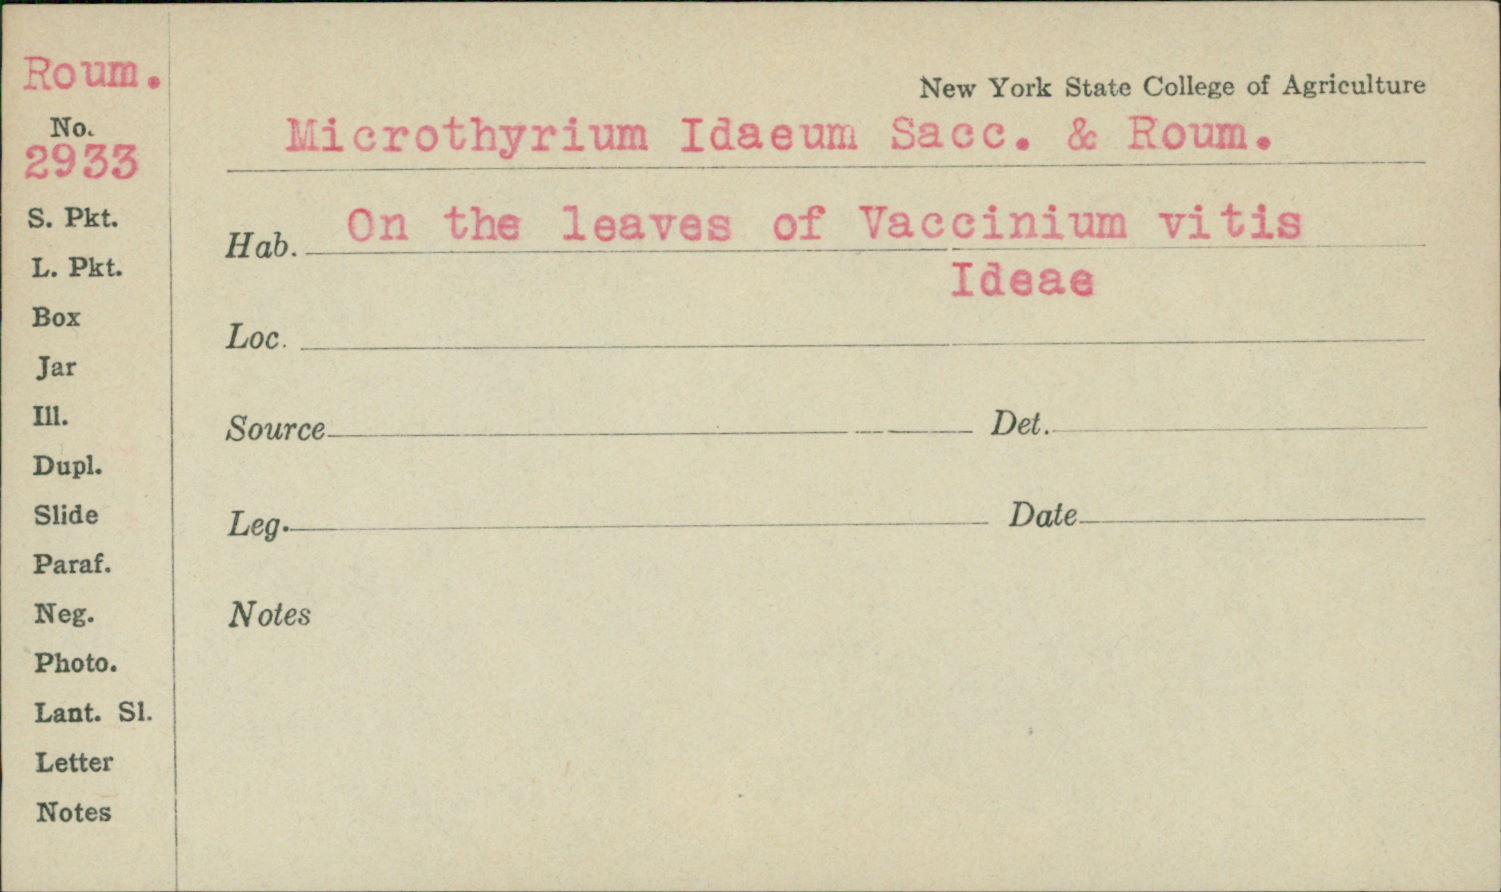 Roum.
No.
2933
S. Pkt.
L. Pkt.
Box
Jar
Ill.
Dupl.
Slide
Paraf.
Neg.
Photo.
Lant. Sl.
Letter
Notes
New York State College of Agriculture
Microthyrium Idaeum Sacc. & Roum.
Hab. On the leaves of Vaccinium vitis
Ideae
Loc.
Source Det.
Leg. Date
Notes